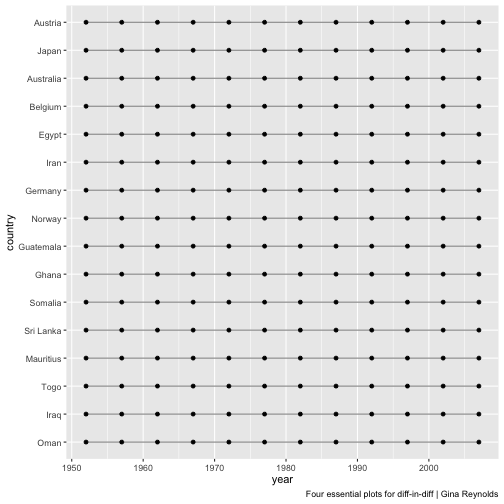 Austria
Japan
Australia
Belgium
Egypt
Iran
Germany
Norway
Guatemala
Ghana
Somalia
Sri Lanka
Mauritius
Togo
Iraq
Oman
country
1950 1960 1970 1980 1990 2000
year
Four essential plots for diff-in-diff | Gina Reynolds